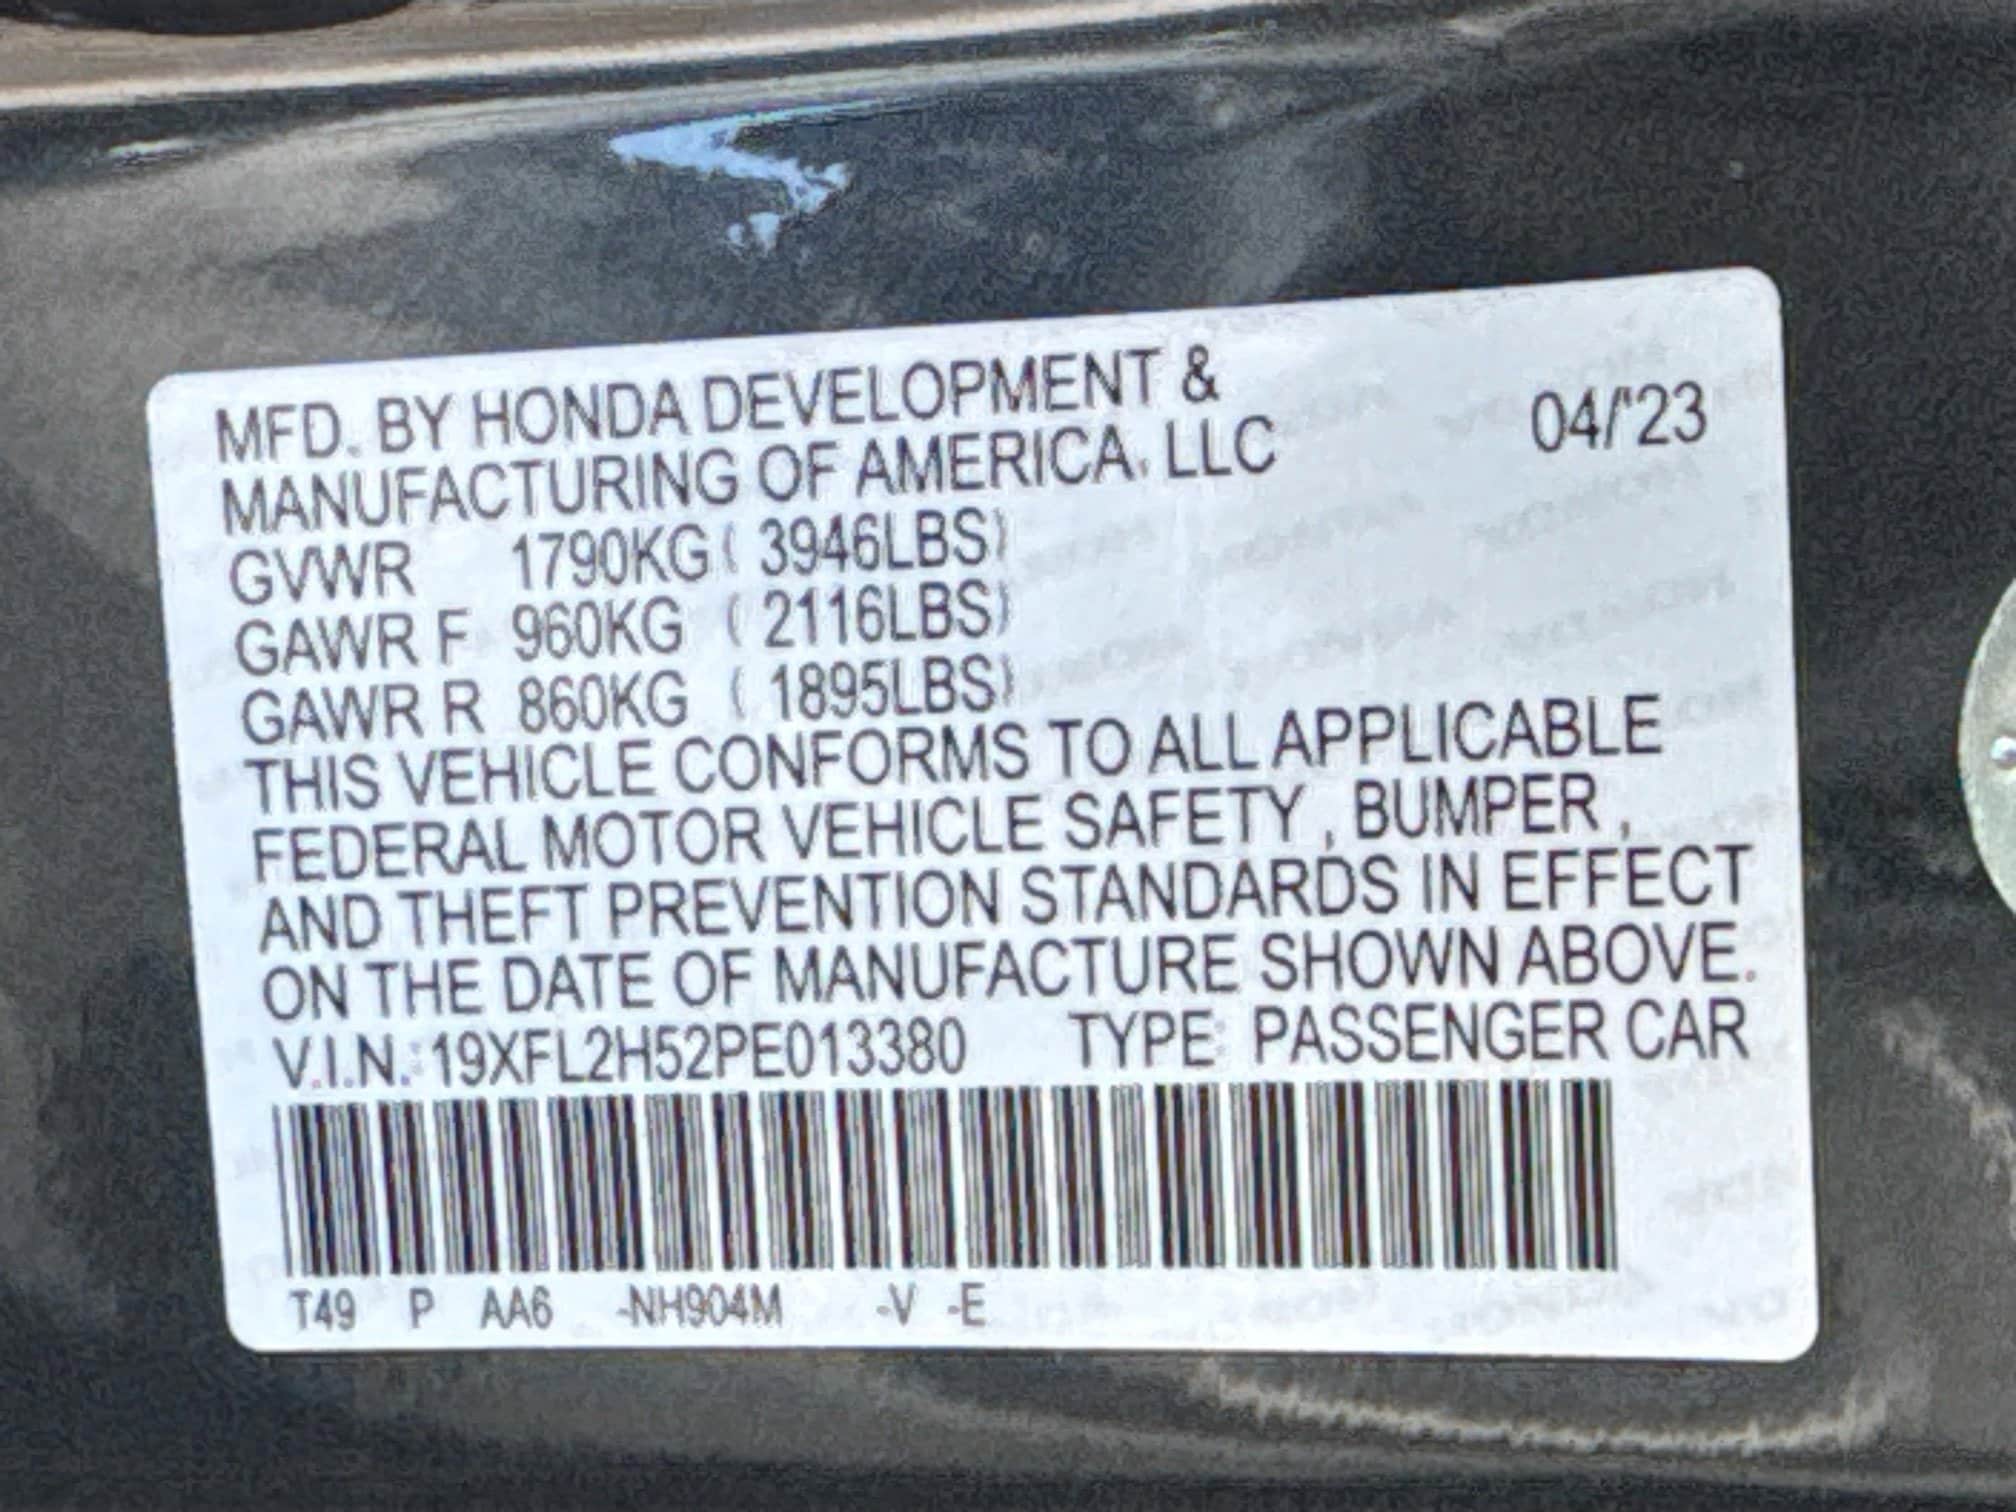 MFD. BY HONDA DEVELOPMENT &
MANUFACTURING OF AMERICA, LLC 04/'23
GVWR 1790KG ( 3946LBS)
GAWR F 960KG ( 2116LBS)
GAWR R 860KG ( 1895LBS)
THIS VEHICLE CONFORMS TO ALL APPLICABLE
FEDERAL MOTOR VEHICLE SAFETY , BUMPER ,
AND THEFT PREVENTION STANDARDS IN EFFECT
ON THE DATE OF MANUFACTURE SHOWN ABOVE.
V.I.N.: 19XFL2H52PE013380 TYPE: PASSENGER CAR
T49 P AA6 -NH904M -V -E